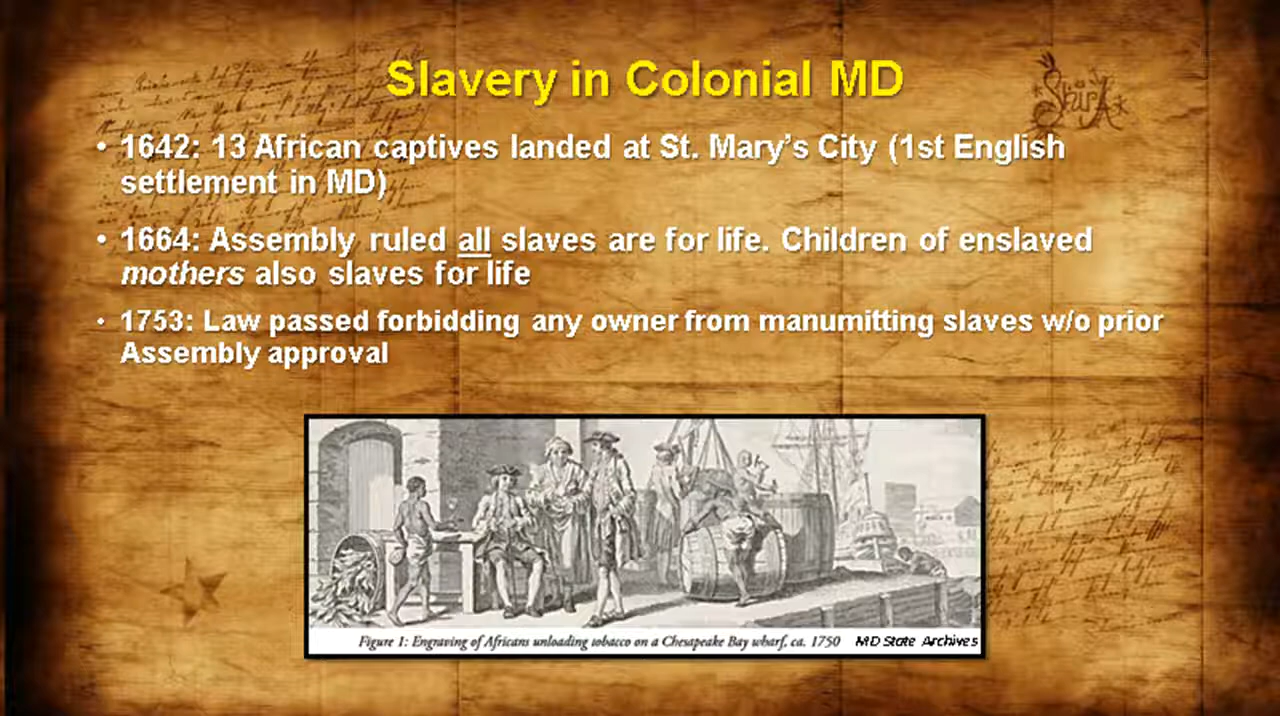 Slavery in Colonial MD
• 1642: 13 African captives landed at St. Mary's City (1st English
settlement in MD)
• 1664: Assembly ruled all slaves are for life. Children of enslaved
mothers also slaves for life
• 1753: Law passed forbidding any owner from manumitting slaves w/o prior
Assembly approval
Figure 1: Engraving of Africans unloading tobacco on a Chesapeake Bay wharf, ca. 1750 MD State Archives